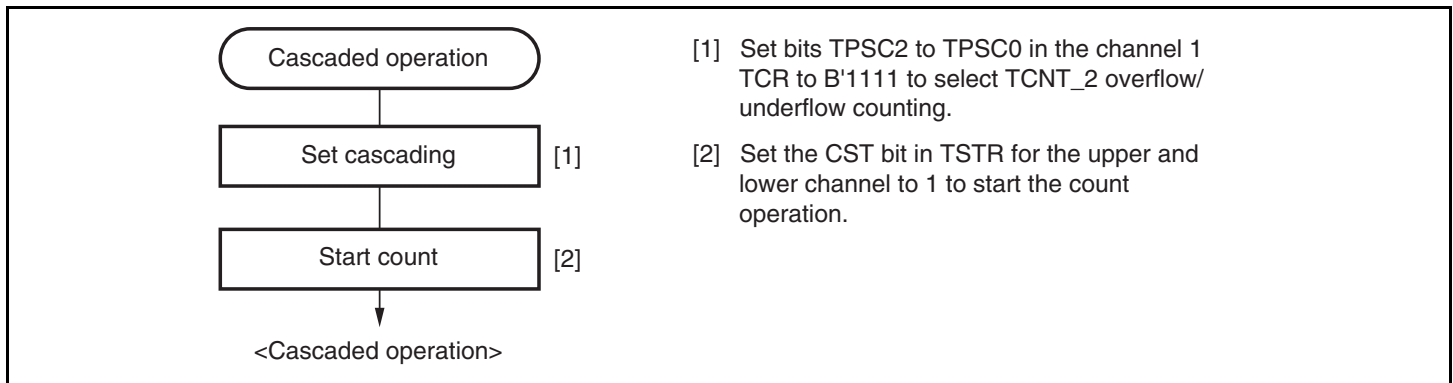 Cascaded operation
Set cascading
[1]
Start count
[2]
<Cascaded operation>
[1] Set bits TPSC2 to TPSC0 in the channel 1
TCR to B'1111 to select TCNT_2 overflow/
underflow counting.
[2] Set the CST bit in TSTR for the upper and
lower channel to 1 to start the count
operation.